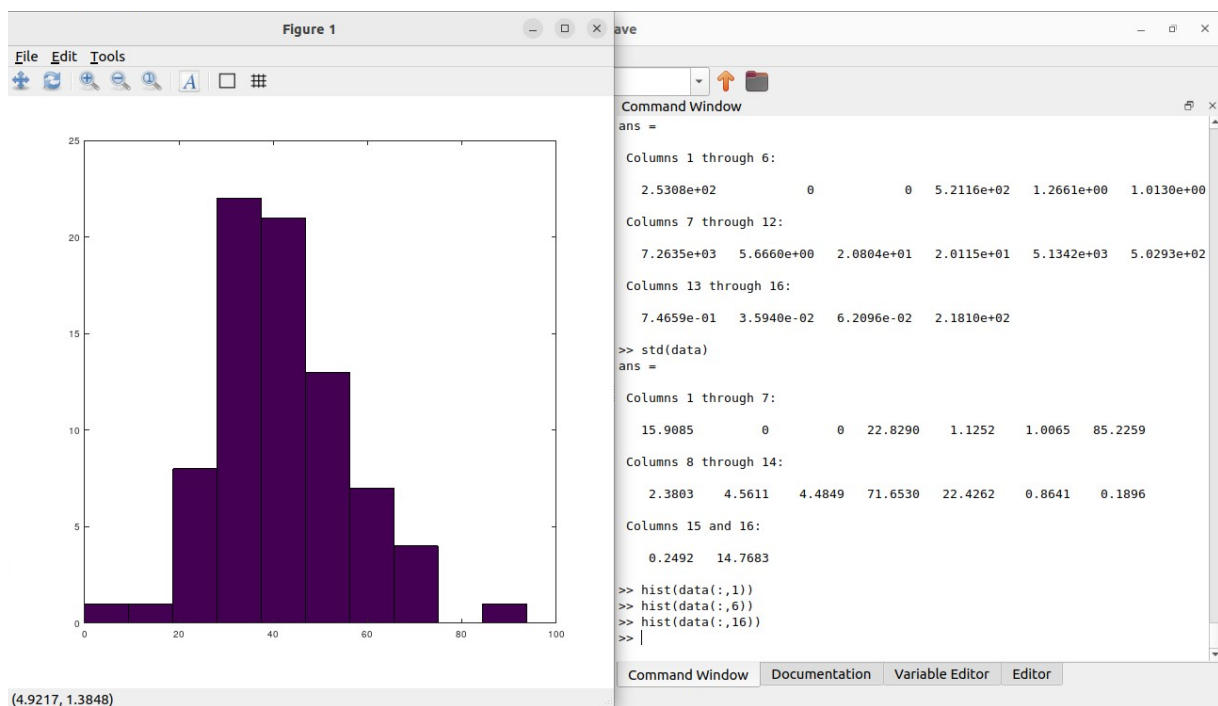 Figure 1
File Edit Tools
A
25
20
15
10
5
0
0 20 40 60 80 100
(4.9217, 1.3848)
ave
Command Window
ans =
Columns 1 through 6:
2.5308e+02 0 0 5.2116e+02 1.2661e+00 1.0130e+00
Columns 7 through 12:
7.2635e+03 5.6660e+00 2.0804e+01 2.0115e+01 5.1342e+03 5.0293e+02
Columns 13 through 16:
7.4659e-01 3.5940e-02 6.2096e-02 2.1810e+02
>> std(data)
ans =
Columns 1 through 7:
15.9085 0 0 22.8290 1.1252 1.0065 85.2259
Columns 8 through 14:
2.3803 4.5611 4.4849 71.6530 22.4262 0.8641 0.1896
Columns 15 and 16:
0.2492 14.7683
>> hist(data(:,1))
>> hist(data(:,6))
>> hist(data(:,16))
>>
Command Window Documentation Variable Editor Editor